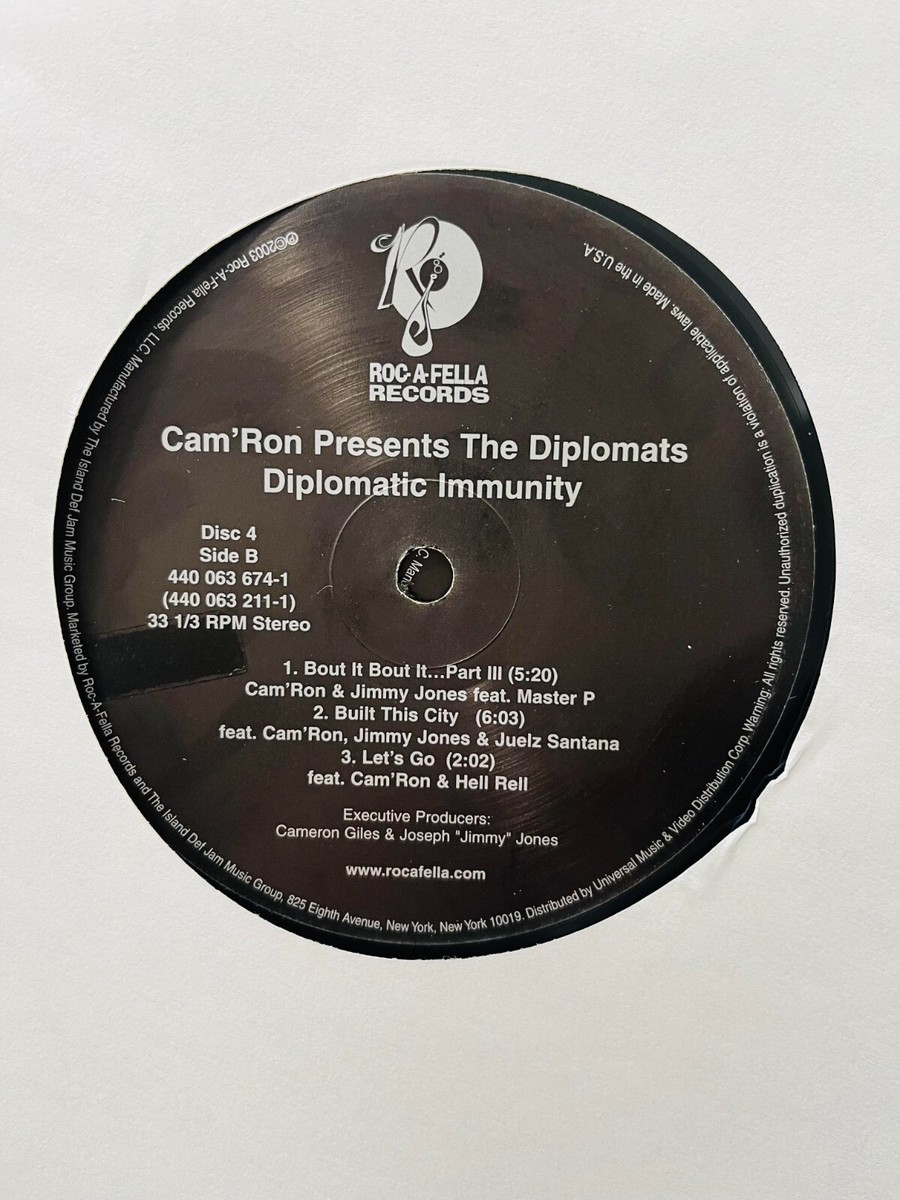 ROC-A-FELLA
RECORDS
Cam'Ron Presents The Diplomats
Diplomatic Immunity
Disc 4
Side B
440 063 674-1
(440 063 211-1)
33 1/3 RPM Stereo
C Man
1. Bout It Bout It...Part III (5:20)
Cam'Ron & Jimmy Jones feat. Master P
2. Built This City (6:03)
feat. Cam'Ron, Jimmy Jones & Juelz Santana
3. Let's Go (2:02)
feat. Cam'Ron & Hell Rell
Executive Producers:
Cameron Giles & Joseph "Jimmy" Jones
www.rocafella.com
℗©2003 Roc-A-Fella Records, LLC. Manufactured by The Island Def Jam Music Group. Marketed by Roc-A-Fella Records and The Island Def Jam Music Group, 825 Eighth Avenue, New York, New York 10019. Distributed by Universal Music & Video Distribution Corp. Warning: All rights reserved. Unauthorized duplication is a violation of applicable laws. Made in the U.S.A.